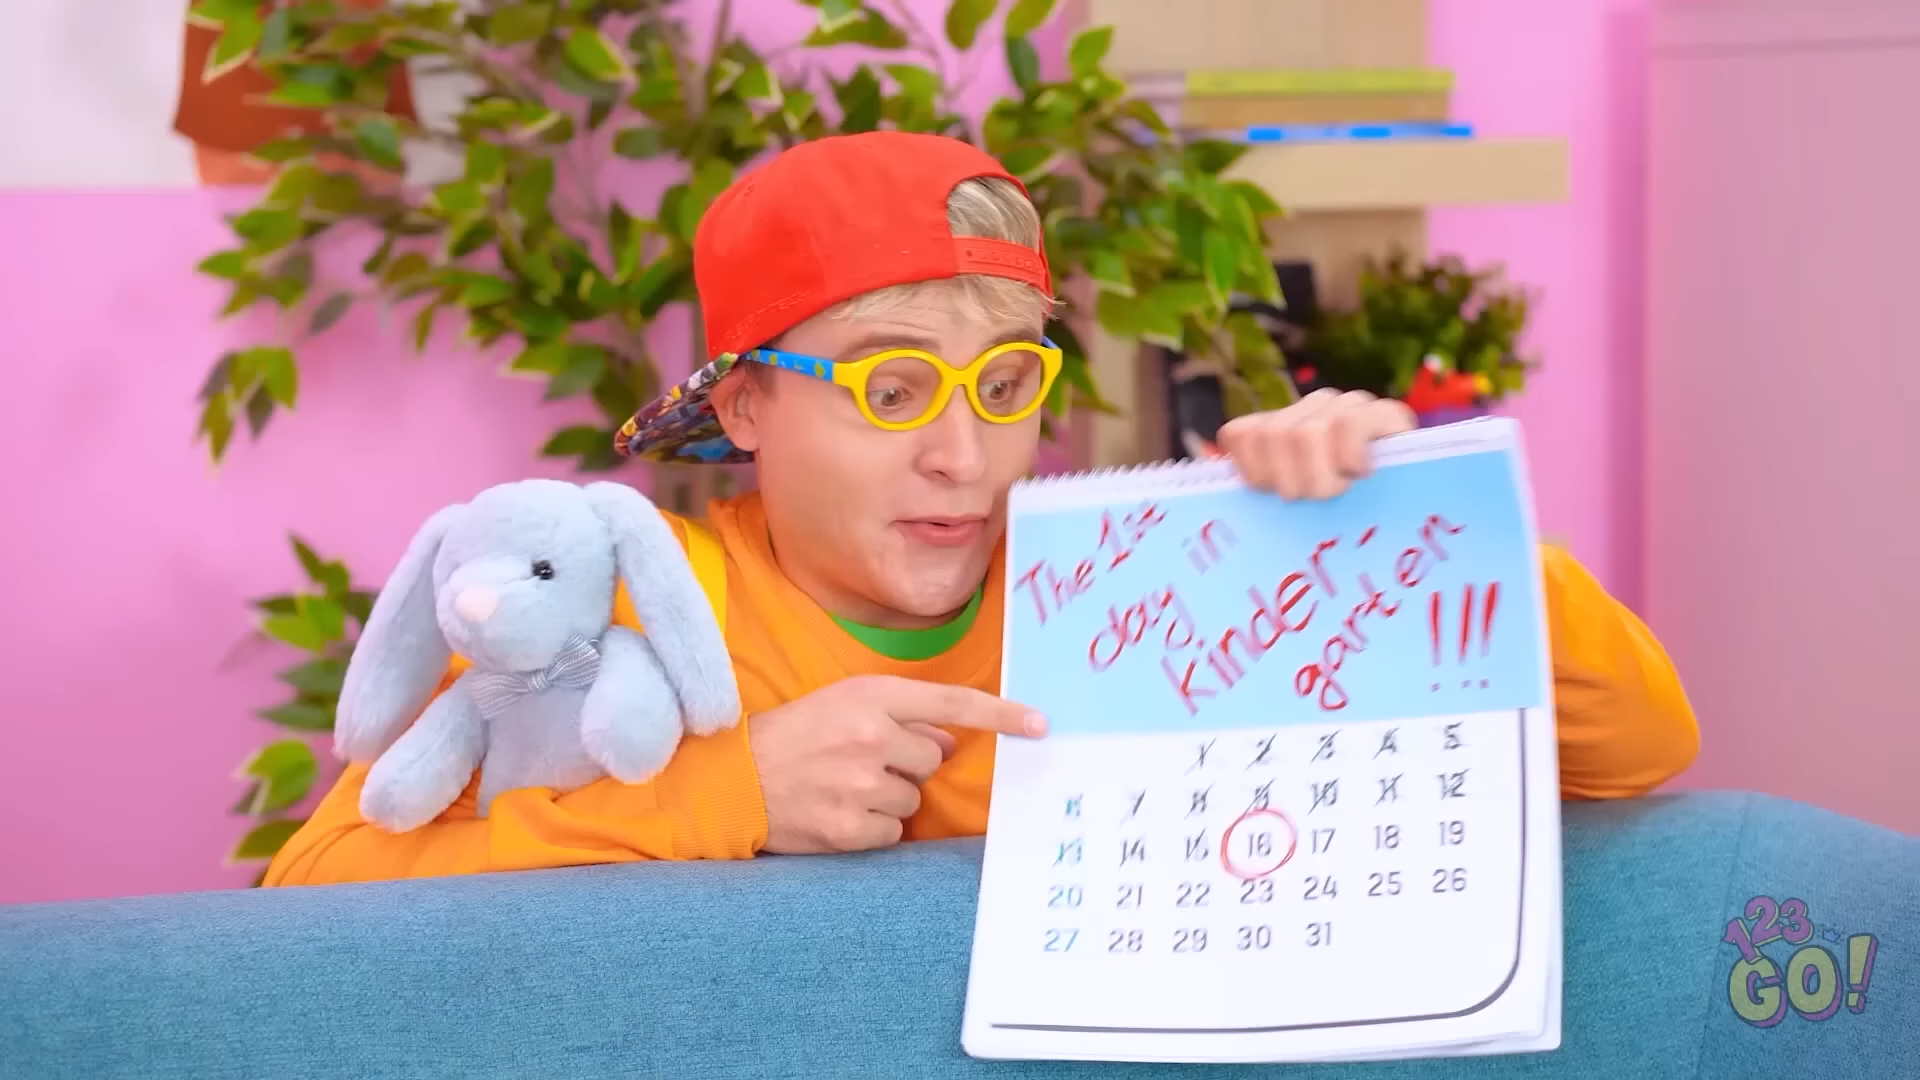 The 1st
day in
kinder-
garten
!!!
1 2 3 4 5
6 7 8 9 10 11 12
13 14 15 16 17 18 19
20 21 22 23 24 25 26
27 28 29 30 31
123
GO!